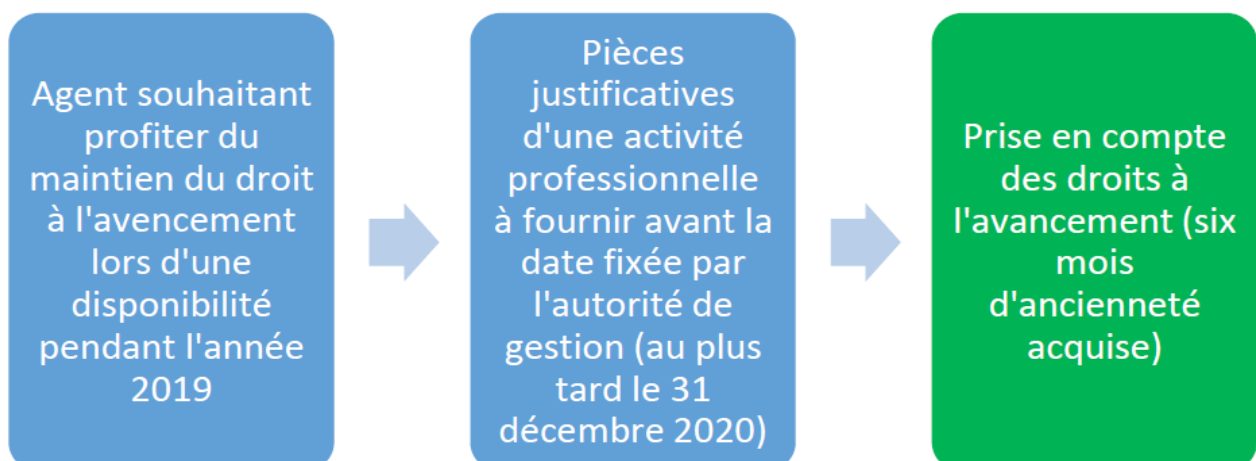 Agent souhaitant
profiter du
maintien du droit
à l'avencement
lors d'une
disponibilité
pendant l'année
2019
Pièces
justificatives
d'une activité
professionnelle
à fournir avant la
date fixée par
l'autorité de
gestion (au plus
tard le 31
décembre 2020)
Prise en compte
des droits à
l'avancement (six
mois
d'ancienneté
acquise)